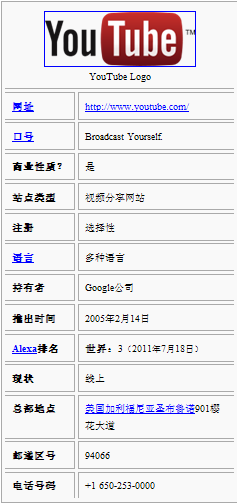 YouTube™
YouTube Logo
网址 http://www.youtube.com/
口号 Broadcast Yourself.
商业性质？ 是
站点类型 视频分享网站
注册 选择性
语言 多种语言
持有者 Google公司
推出时间 2005年2月14日
Alexa排名 世界：3（2011年7月18日）
现状 线上
总部地点 美国加利福尼亚圣布鲁诺901樱
花大道
邮递区号 94066
电话号码 +1 650-253-0000